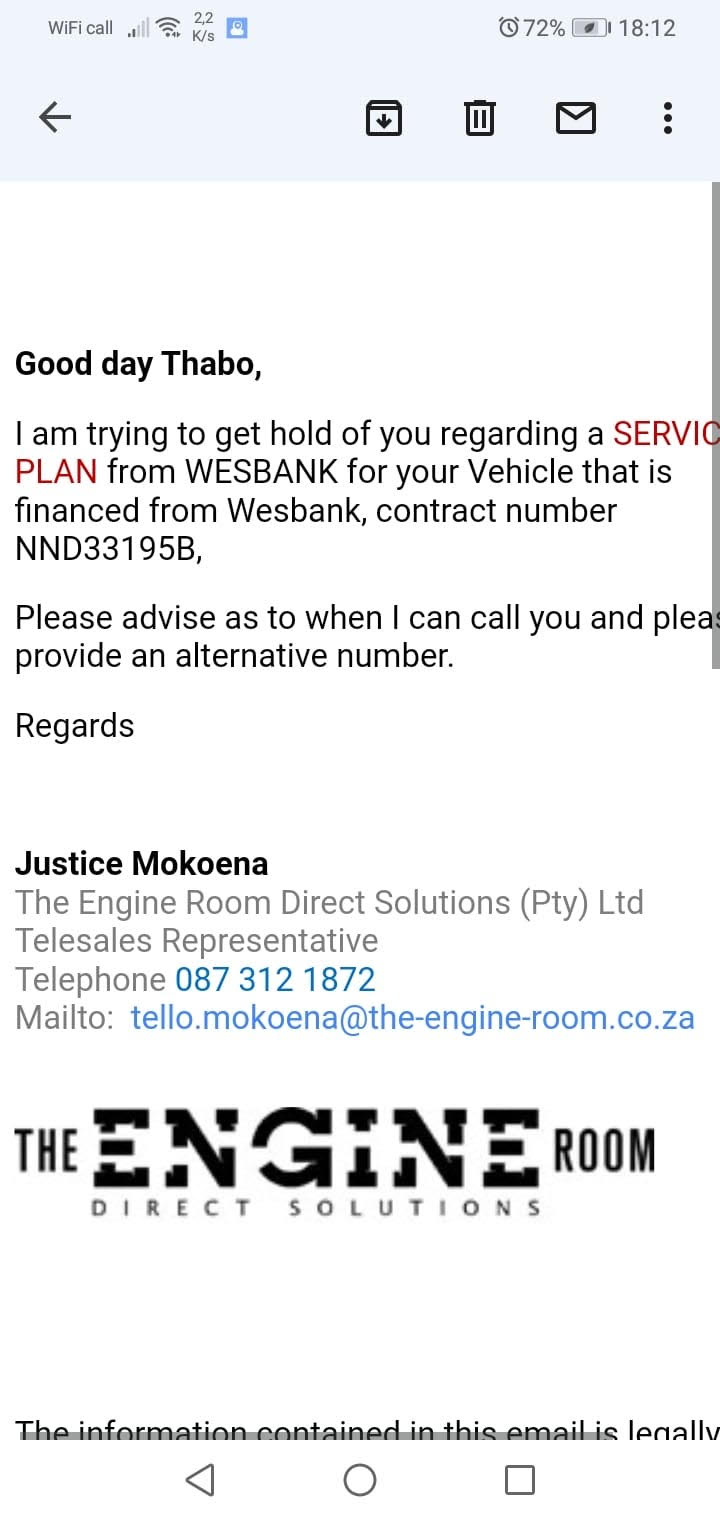 WiFi call 2,2 K/s 72% 18:12
Good day Thabo,
I am trying to get hold of you regarding a SERVIC
PLAN from WESBANK for your Vehicle that is
financed from Wesbank, contract number
NND33195B,
Please advise as to when I can call you and pleas
provide an alternative number.
Regards
Justice Mokoena
The Engine Room Direct Solutions (Pty) Ltd
Telesales Representative
Telephone 087 312 1872
Mailto: tello.mokoena@the-engine-room.co.za
THE ENGINE ROOM
DIRECT SOLUTIONS
The information contained in this email is legally